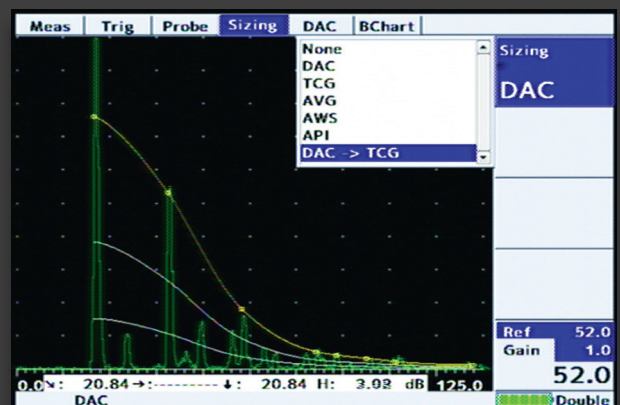 Meas Trig Probe Sizing DAC BChart
None
DAC
TCG
AVG
AWS
API
DAC -> TCG
Sizing
DAC
Ref 52.0
Gain 1.0
52.0
0.0 ↘: 20.84 →:-------- ↓: 20.84 H: 3.93 dB 125.0
DAC
Double